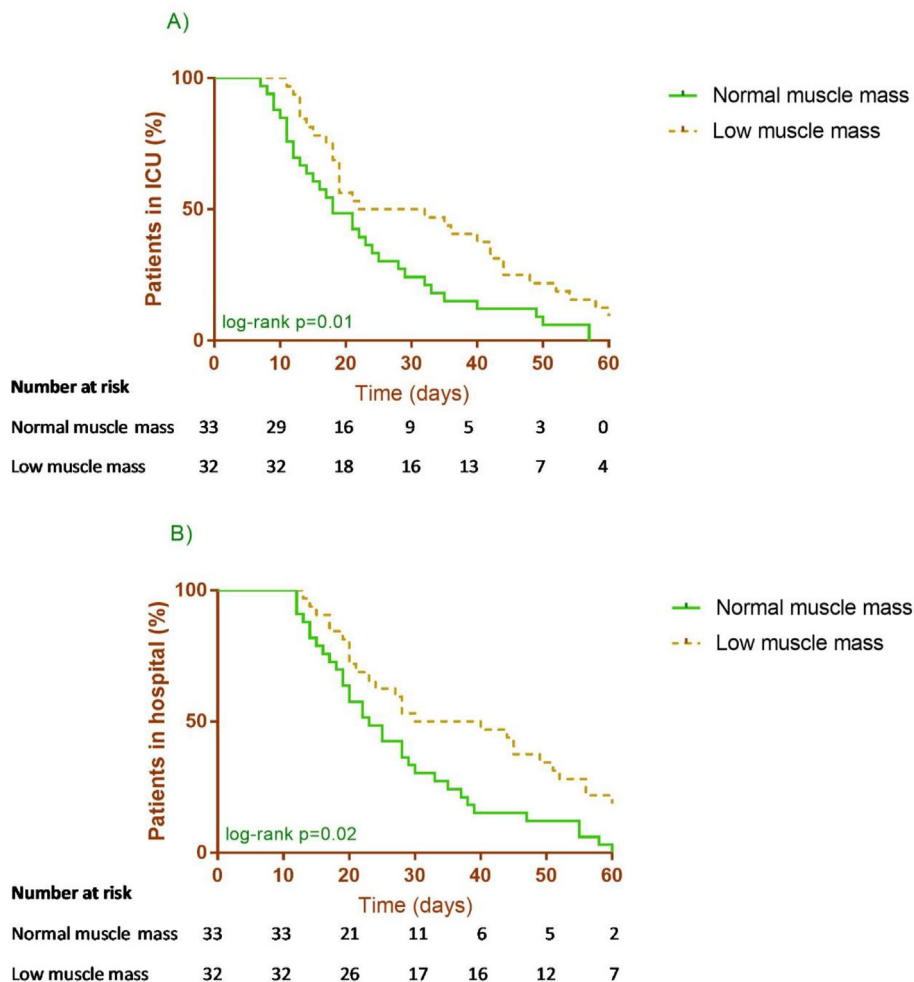 A)
100
50
0
Patients in ICU (%)
log-rank p=0.01
0 10 20 30 40 50 60
Time (days)
Normal muscle mass
Low muscle mass
Number at risk
Normal muscle mass 33 29 16 9 5 3 0
Low muscle mass 32 32 18 16 13 7 4
B)
100
50
0
Patients in hospital (%)
log-rank p=0.02
0 10 20 30 40 50 60
Time (days)
Normal muscle mass
Low muscle mass
Number at risk
Normal muscle mass 33 33 21 11 6 5 2
Low muscle mass 32 32 26 17 16 12 7